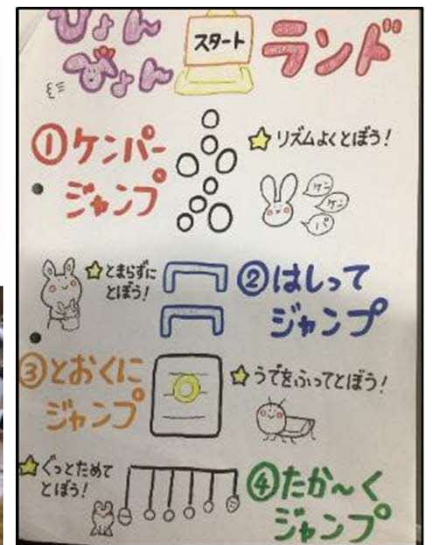 ぴょんぴょん
スタート
ランド
①ケンパー
ジャンプ
☆リズムよくとぼう！
ケン
ケン
パ
☆とまらずに
とぼう！
②はしって
ジャンプ
③とおくに
ジャンプ
☆うでをふってとぼう！
☆ぐっとためて
とぼう！
④たか～く
ジャンプ